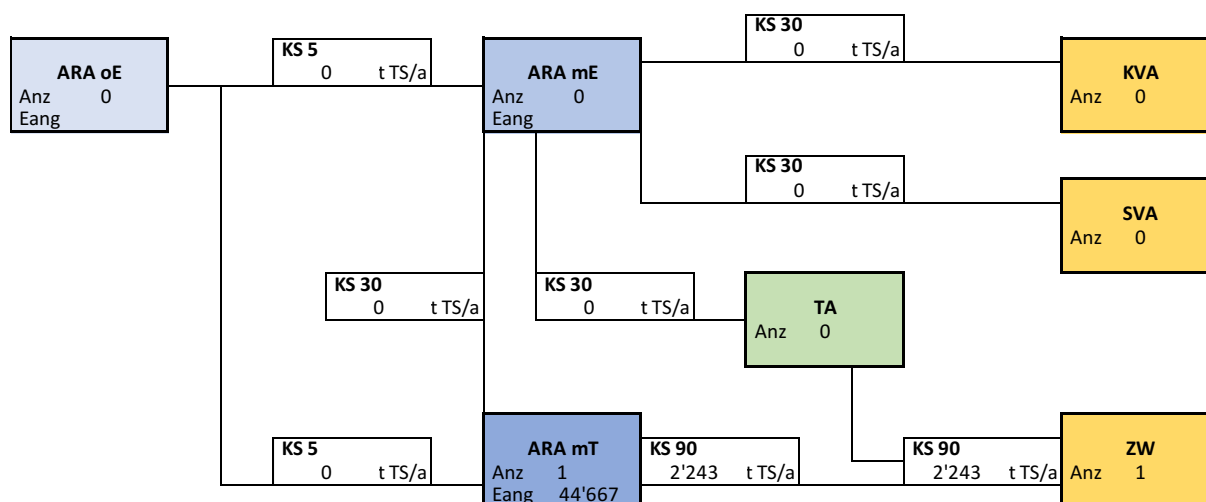 KS 30
0 t TS/a
KS 5
0 t TS/a
ARA oE
Anz 0
Eang
ARA mE
Anz 0
Eang
KVA
Anz 0
KS 30
0 t TS/a
SVA
Anz 0
KS 30
0 t TS/a
KS 30
0 t TS/a
TA
Anz 0
KS 5
0 t TS/a
ARA mT
Anz 1
Eang 44'667
KS 90
2'243 t TS/a
KS 90
2'243 t TS/a
ZW
Anz 1